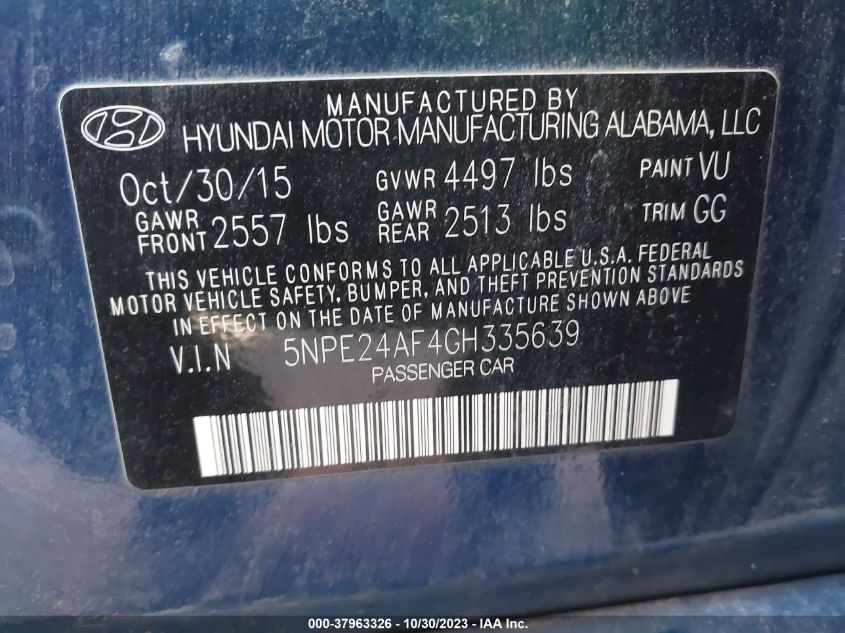 MANUFACTURED BY
HYUNDAI MOTOR MANUFACTURING ALABAMA, LLC
Oct/30/15 GVWR 4497 lbs PAINT VU
GAWR FRONT 2557 lbs GAWR REAR 2513 lbs TRIM GG
THIS VEHICLE CONFORMS TO ALL APPLICABLE U.S.A. FEDERAL
MOTOR VEHICLE SAFETY, BUMPER, AND THEFT PREVENTION STANDARDS
IN EFFECT ON THE DATE OF MANUFACTURE SHOWN ABOVE
V.I.N 5NPE24AF4GH335639
PASSENGER CAR
000-37963326 - 10/30/2023 - IAA Inc.